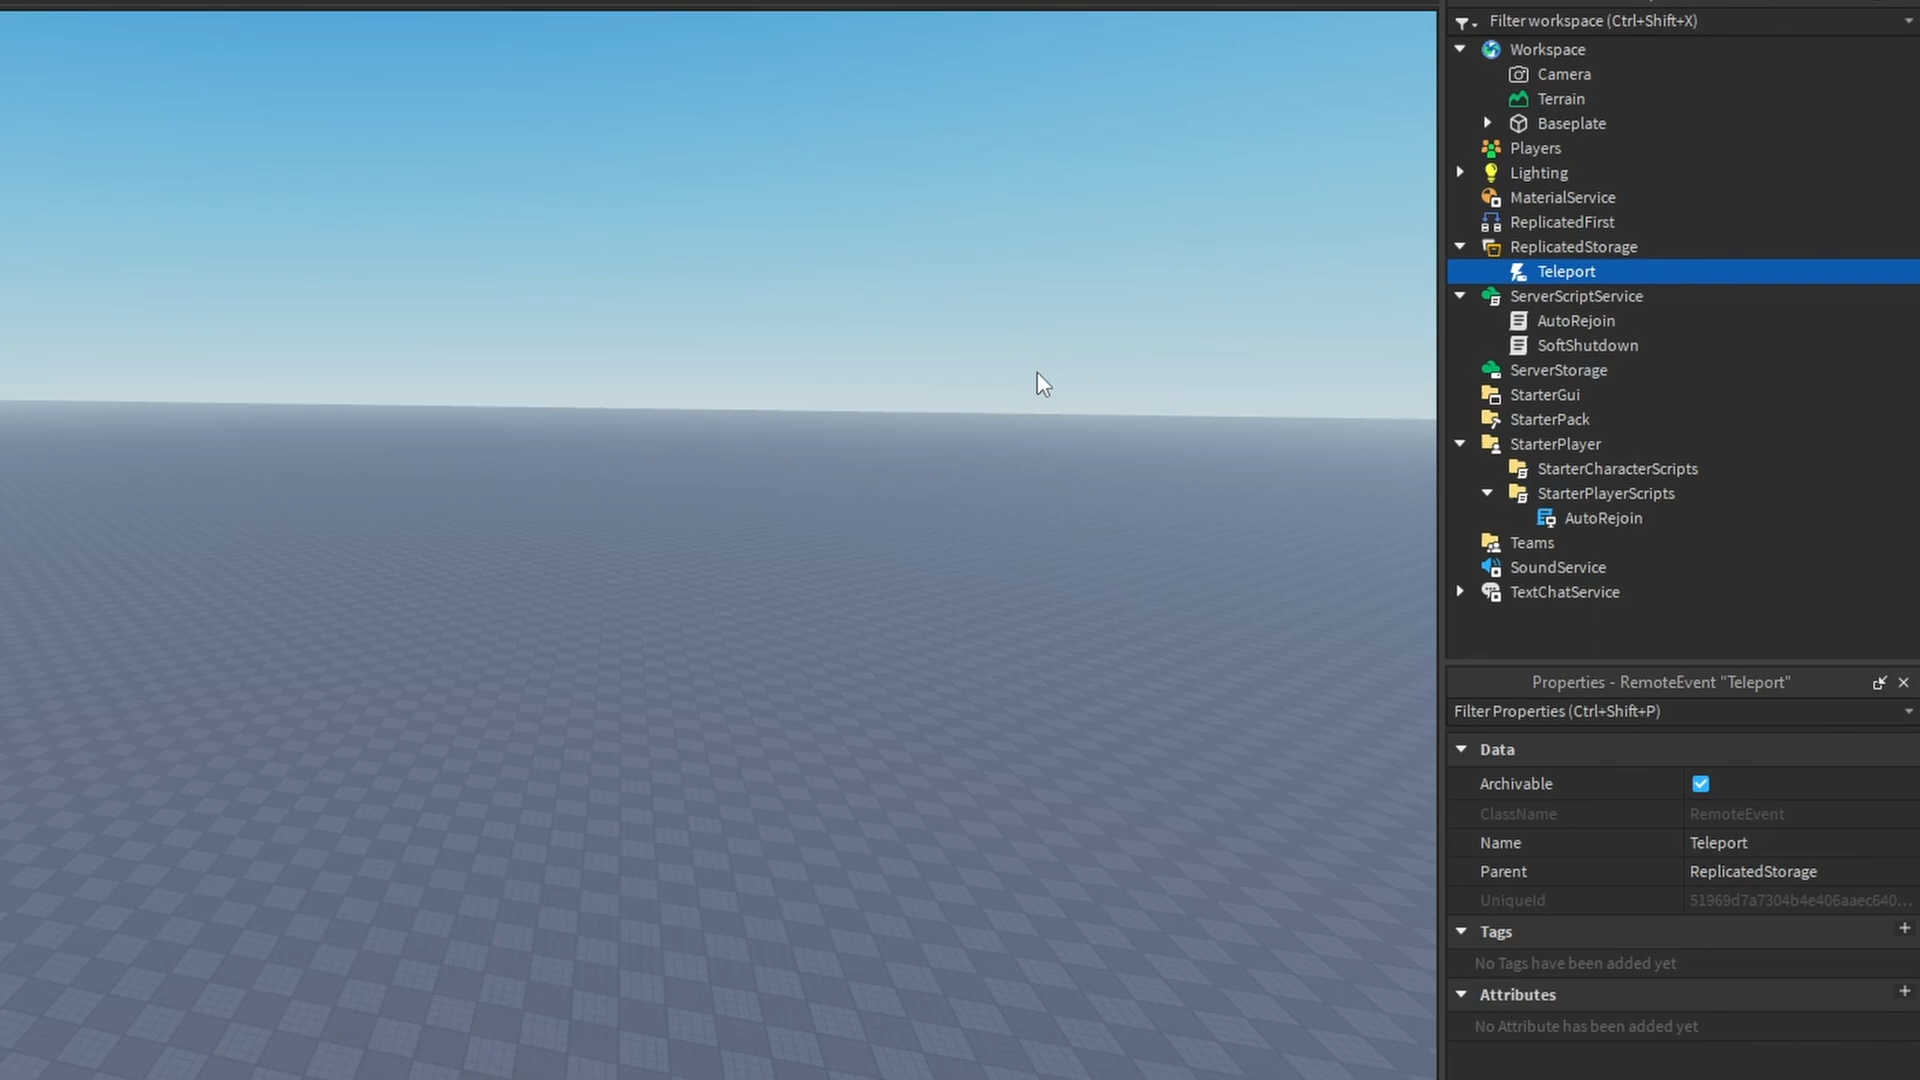 Filter workspace (Ctrl+Shift+X)
Workspace
Camera
Terrain
Baseplate
Players
Lighting
MaterialService
ReplicatedFirst
ReplicatedStorage
Teleport
ServerScriptService
AutoRejoin
SoftShutdown
ServerStorage
StarterGui
StarterPack
StarterPlayer
StarterCharacterScripts
StarterPlayerScripts
AutoRejoin
Teams
SoundService
TextChatService
Properties - RemoteEvent "Teleport"
Filter Properties (Ctrl+Shift+P)
Data
Archivable
ClassName RemoteEvent
Name Teleport
Parent ReplicatedStorage
UniqueId 51969d7a7304b4e406aaec640...
Tags
No Tags have been added yet
Attributes
No Attribute has been added yet